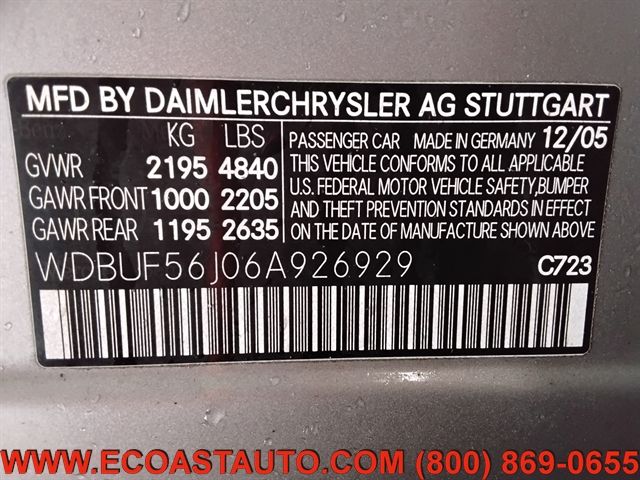 MFD BY DAIMLERCHRYSLER AG STUTTGART
KG LBS
GVWR 2195 4840
GAWR FRONT 1000 2205
GAWR REAR 1195 2635
PASSENGER CAR MADE IN GERMANY 12/05
THIS VEHICLE CONFORMS TO ALL APPLICABLE
U.S. FEDERAL MOTOR VEHICLE SAFETY,BUMPER
AND THEFT PREVENTION STANDARDS IN EFFECT
ON THE DATE OF MANUFACTURE SHOWN ABOVE
WDBUF56J06A926929 C723
WWW.ECOASTAUTO.COM (800) 869-0655